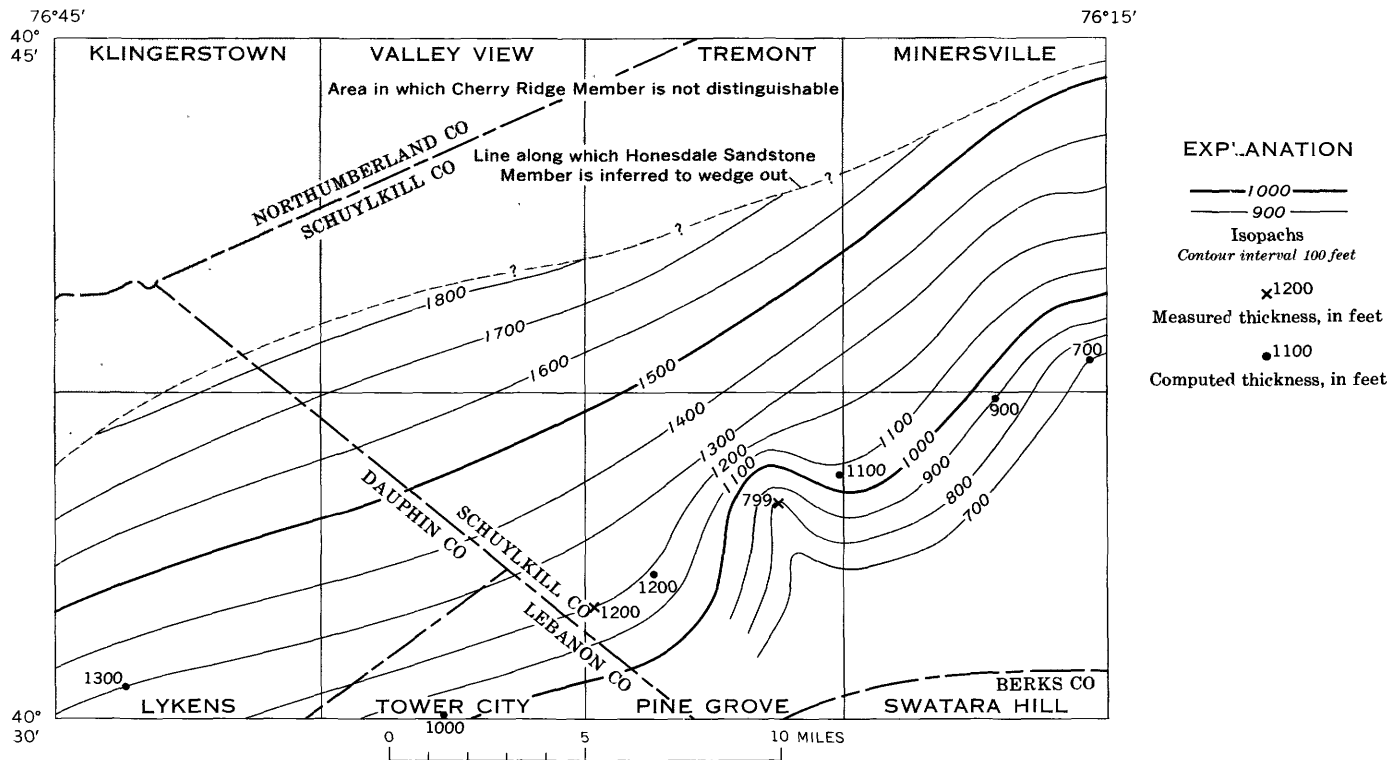 76°45′
76°15′
40°
45′
KLINGERSTOWN
VALLEY VIEW
TREMONT
MINERSVILLE
Area in which Cherry Ridge Member is not distinguishable
NORTHUMBERLAND CO
SCHUYLKILL CO
Line along which Honesdale Sandstone
Member is inferred to wedge out
?
?
?
1800
1700
1600
1500
1400
1300
1200
1100
1100
1000
900
800
700
700
900
1100
799
1200
1200
1300
1000
DAUPHIN CO
SCHUYLKILL CO
LEBANON CO
BERKS CO
LYKENS
TOWER CITY
PINE GROVE
SWATARA HILL
40°
30′
0 5 10 MILES
EXPLANATION
1000
900
Isopachs
Contour interval 100 feet
×1200
Measured thickness, in feet
●1100
Computed thickness, in feet